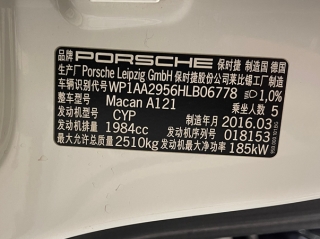 品牌 PORSCHE 保时捷 制造国 德国
生产厂 Porsche Leipzig GmbH 保时捷股份公司莱比锡工厂制造
车辆识别代号 WP1AA2956HLB06778 1,0%
整车型号 Macan A121 乘坐人数 5
发动机型号 CYP 制造年月 2016.03
发动机排量 1984cc 发动机序列号 018153
最大允许总质量 2510kg 发动机最大净功率 185kW